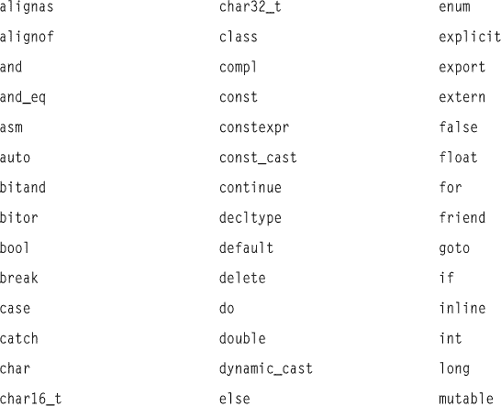 alignas char32_t enum
alignof class explicit
and compl export
and_eq const extern
asm constexpr false
auto const_cast float
bitand continue for
bitor decltype friend
bool default goto
break delete if
case do inline
catch double int
char dynamic_cast long
char16_t else mutable